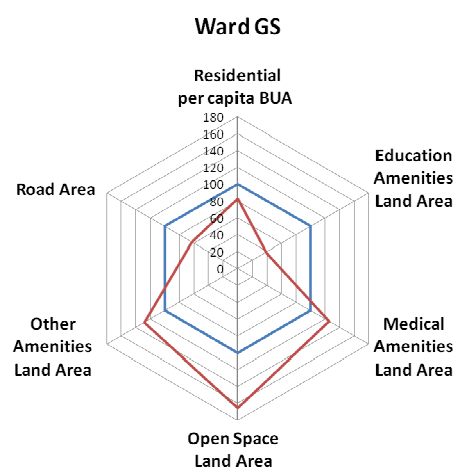 Ward GS
Residential
per capita BUA
180
160
140
120
100
80
60
40
20
0
Education
Amenities
Land Area
Medical
Amenities
Land Area
Open Space
Land Area
Other
Amenities
Land Area
Road Area